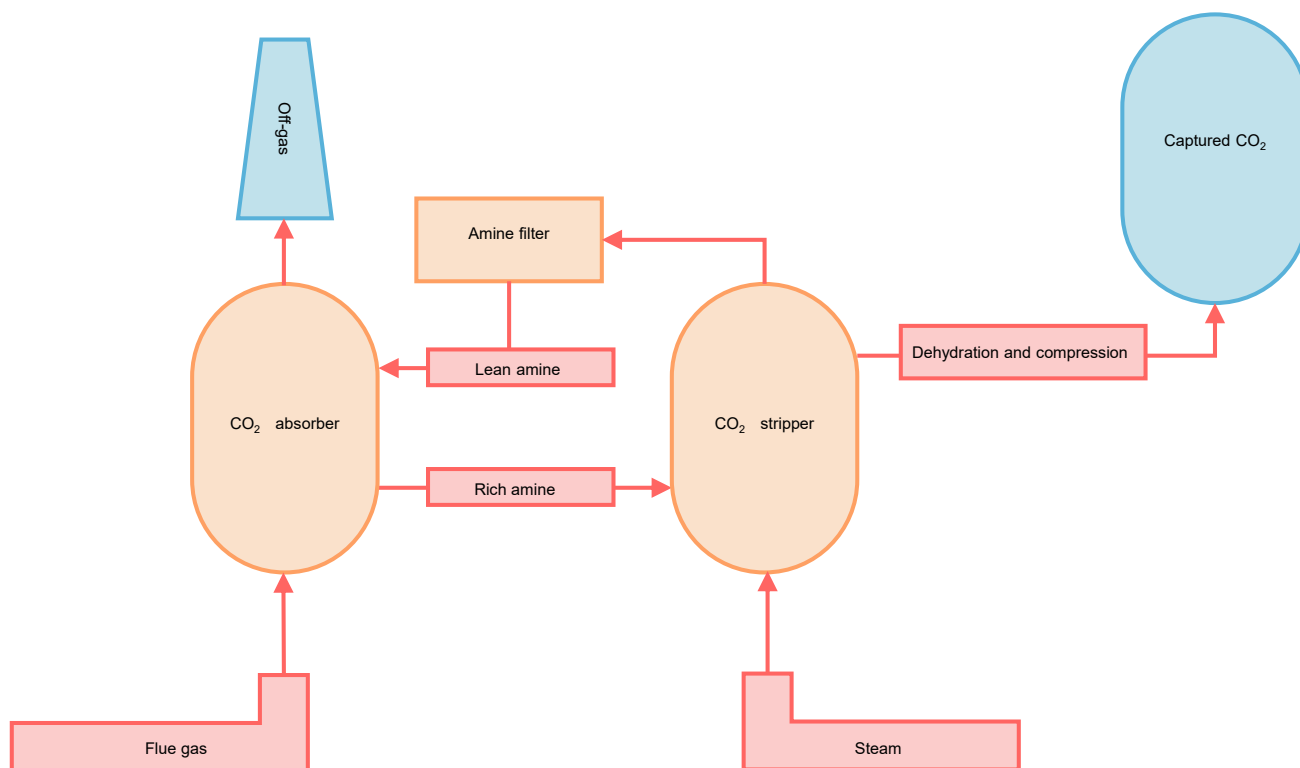 Off-gas
Captured CO₂
Amine filter
Dehydration and compression
Lean amine
CO₂ absorber
CO₂ stripper
Rich amine
Flue gas
Steam